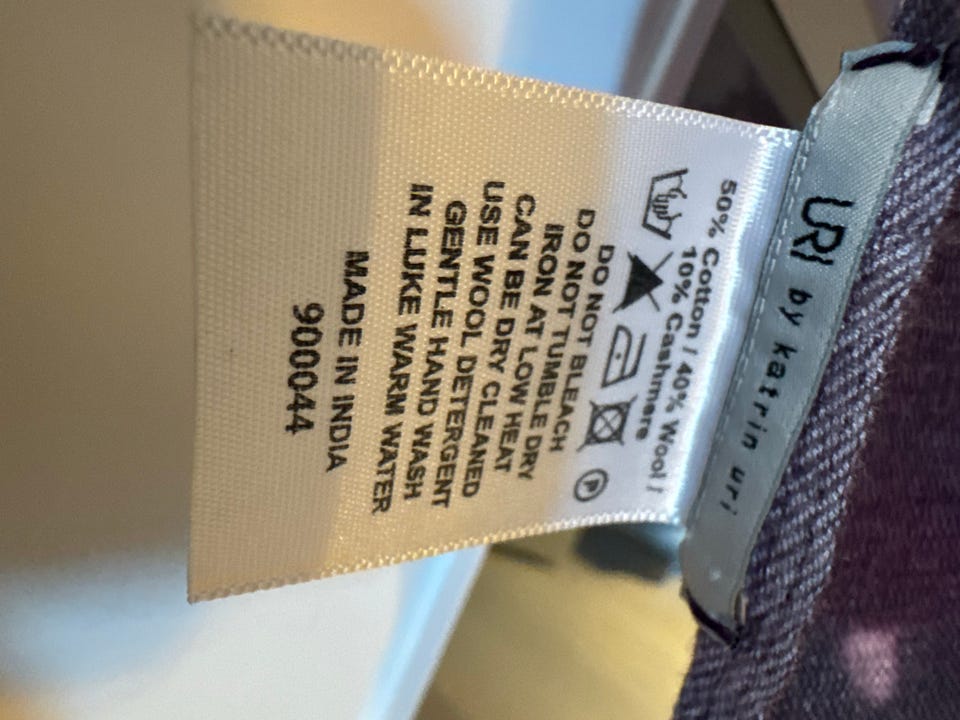 URI by katrin uri
50% Cotton / 40% Wool /
10% Cashmere
P
DO NOT BLEACH
DO NOT TUMBLE DRY
IRON AT LOW HEAT
CAN BE DRY CLEANED
USE WOOL DETERGENT
GENTLE HAND WASH
IN LUKE WARM WATER
MADE IN INDIA
900044